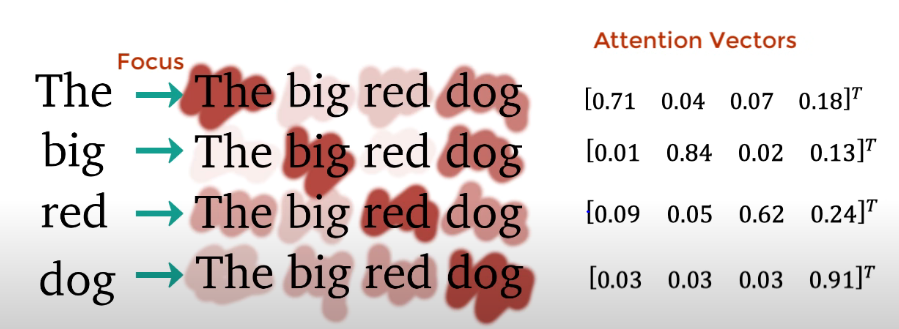 Attention Vectors
Focus
The → The big red dog [0.71 0.04 0.07 0.18]ᵀ
big → The big red dog [0.01 0.84 0.02 0.13]ᵀ
red → The big red dog [0.09 0.05 0.62 0.24]ᵀ
dog → The big red dog [0.03 0.03 0.03 0.91]ᵀ